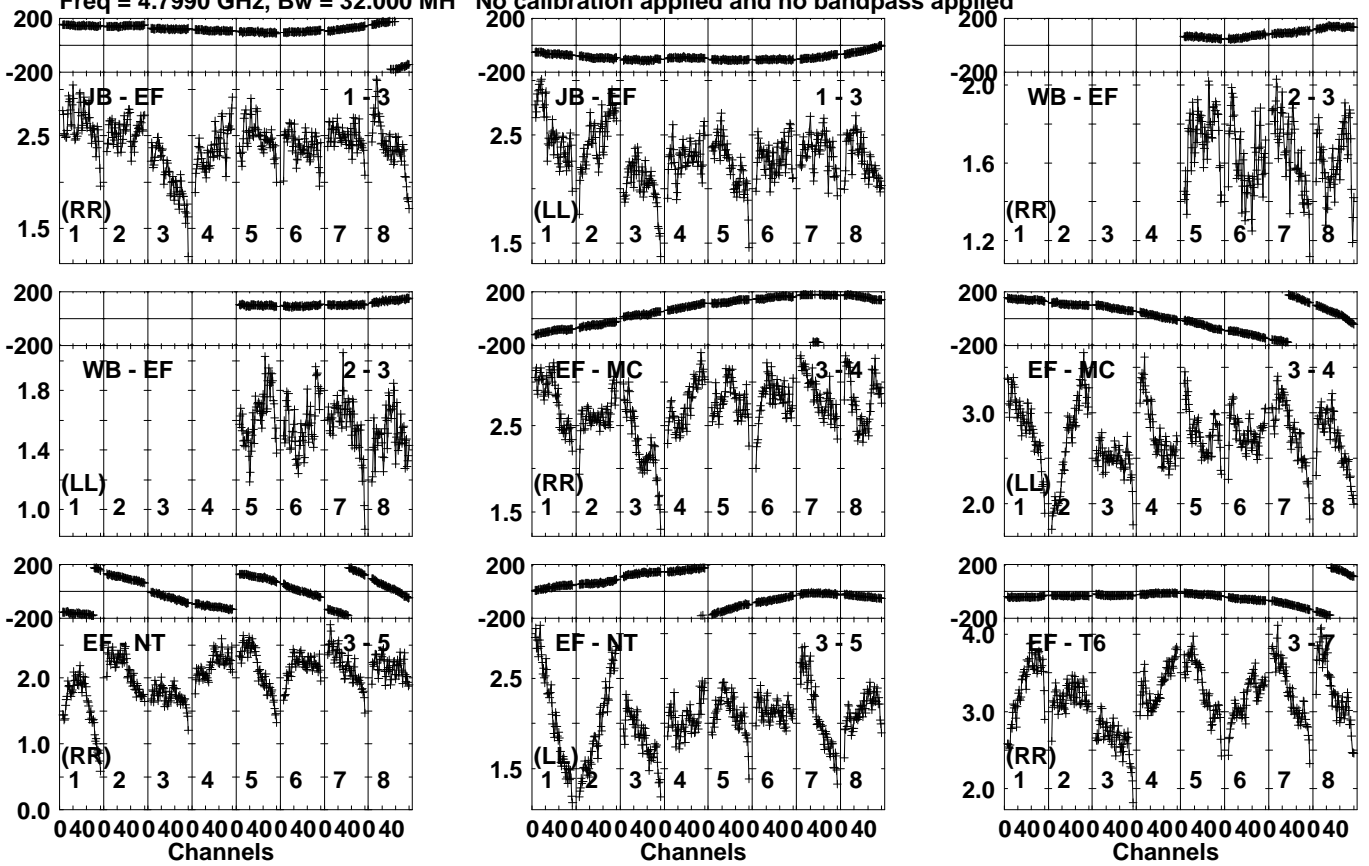 Freq = 4.7990 GHz, Bw = 32.000 MH No calibration applied and no bandpass applied
200
-200
JB - EF 1 - 3
2.5
1.5
(RR)
1 2 3 4 5 6 7 8
JB - EF 1 - 3
2.5
1.5
(LL)
1 2 3 4 5 6 7 8
200
-200
WB - EF 2 - 3
2.0
1.6
1.2
(RR)
1 2 3 4 5 6 7 8
200
-200
WB - EF 2 - 3
1.8
1.4
1.0
(LL)
1 2 3 4 5 6 7 8
200
-200
EF - MC 3 - 4
2.5
1.5
(RR)
1 2 3 4 5 6 7 8
200
-200
EF - MC 3 - 4
3.0
2.0
(LL)
1 2 3 4 5 6 7 8
200
-200
EF - NT 3 - 5
2.0
1.0
0.0
(RR)
1 2 3 4 5 6 7 8
0 40 0 40 0 40 0 40 0 40 0 40 0 40 0 40
Channels
200
-200
EF - NT 3 - 5
2.5
1.5
(LL)
1 2 3 4 5 6 7 8
0 40 0 40 0 40 0 40 0 40 0 40 0 40 0 40
Channels
200
-200
EF - T6 3 - 7
4.0
3.0
2.0
(RR)
1 2 3 4 5 6 7 8
0 40 0 40 0 40 0 40 0 40 0 40 0 40 0 40
Channels